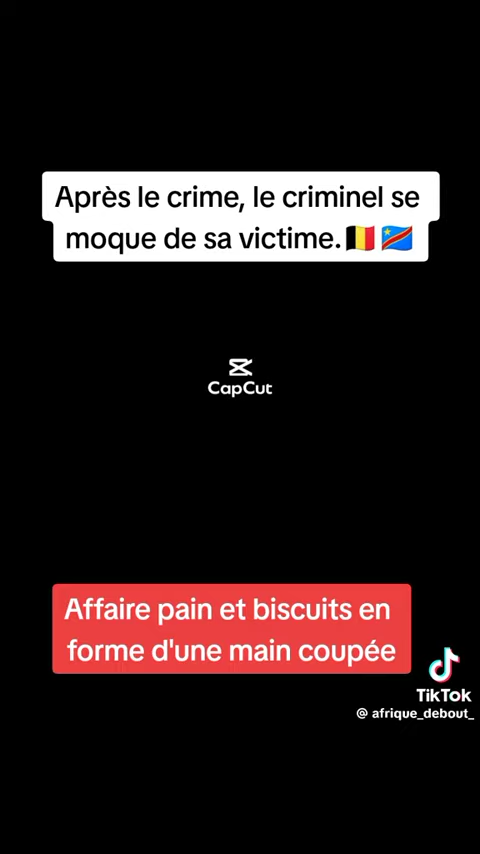 Après le crime, le criminel se
moque de sa victime.🇧🇪🇨🇩
CapCut
Affaire pain et biscuits en
forme d'une main coupée
TikTok
@ afrique_debout_